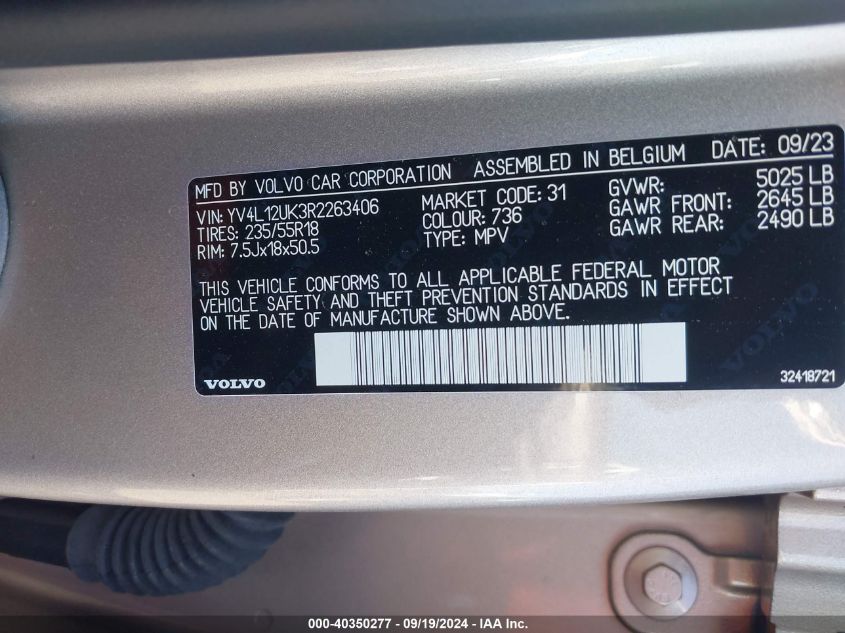 MFD BY VOLVO CAR CORPORATION ASSEMBLED IN BELGIUM DATE: 09/23
VIN: YV4L12UK3R2263406 MARKET CODE: 31 GVWR: 5025 LB
TIRES: 235/55R18 COLOUR: 736 GAWR FRONT: 2645 LB
RIM: 7.5Jx18x50.5 TYPE: MPV GAWR REAR: 2490 LB
THIS VEHICLE CONFORMS TO ALL APPLICABLE FEDERAL MOTOR
VEHICLE SAFETY AND THEFT PREVENTION STANDARDS IN EFFECT
ON THE DATE OF MANUFACTURE SHOWN ABOVE.
VOLVO
VOLVO 32418721
000-40350277 - 09/19/2024 - IAA Inc.